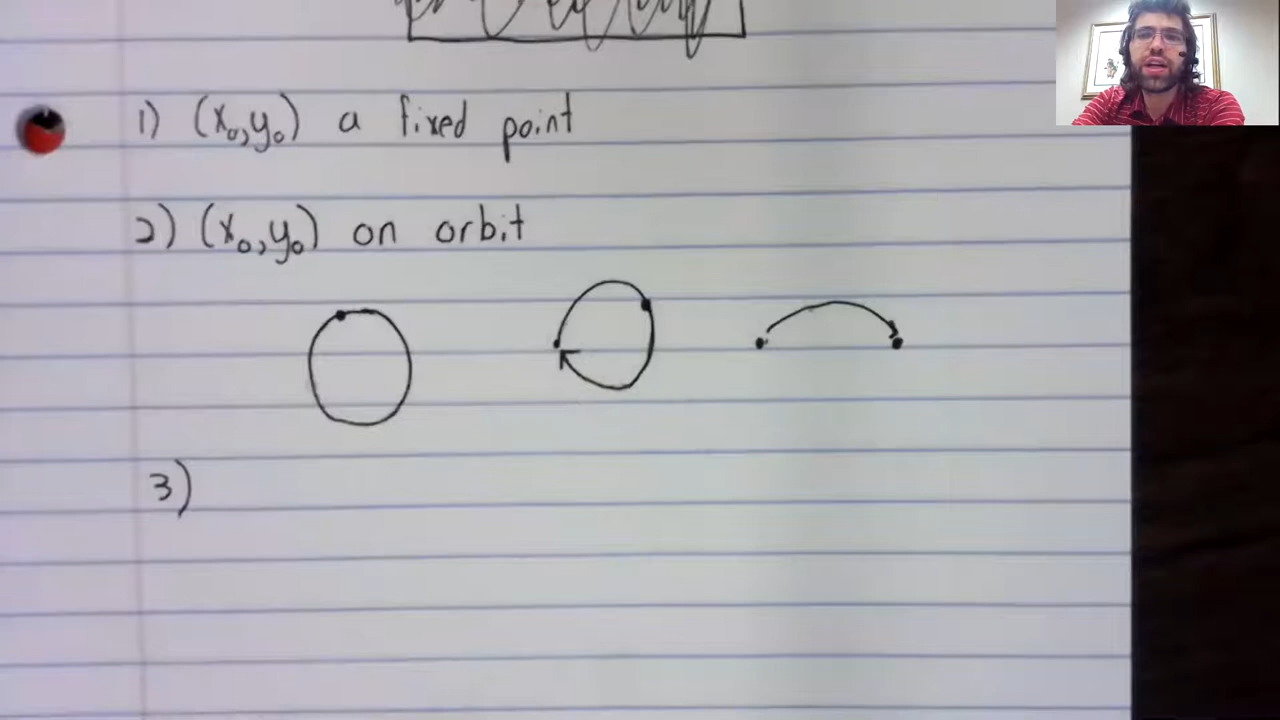 1) (x₀,y₀) a fixed point
2) (x₀,y₀) on orbit
3)